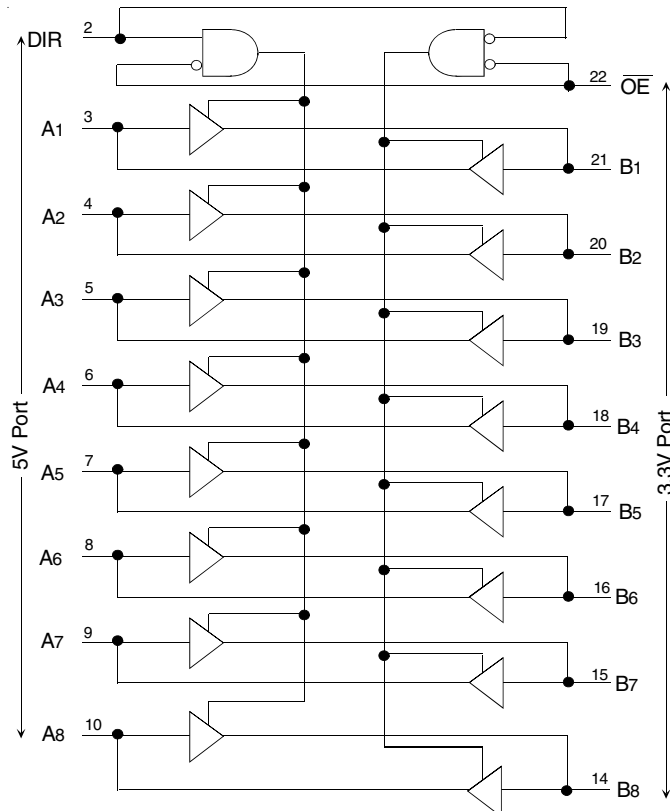 DIR 2
22 OE
A1 3
21 B1
A2 4
20 B2
A3 5
19 B3
A4 6
18 B4
A5 7
17 B5
A6 8
16 B6
A7 9
15 B7
A8 10
14 B8
5V Port
3.3V Port